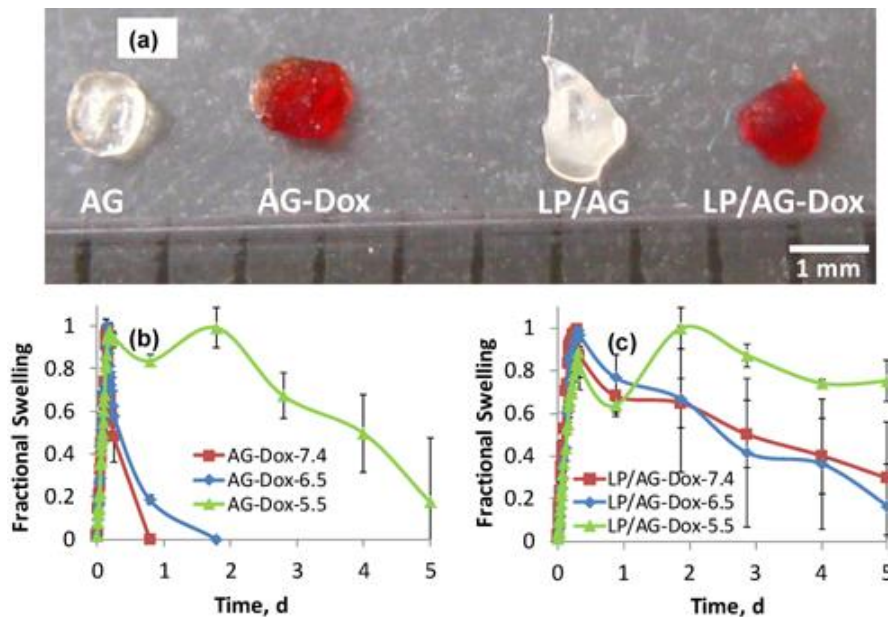 (a)
AG AG-Dox LP/AG LP/AG-Dox
1 mm
(b)
Fractional Swelling
1
0.8
0.6
0.4
0.2
0
AG-Dox-7.4
AG-Dox-6.5
AG-Dox-5.5
0 1 2 3 4 5
Time, d
(c)
Fractional Swelling
1
0.8
0.6
0.4
0.2
0
LP/AG-Dox-7.4
LP/AG-Dox-6.5
LP/AG-Dox-5.5
0 1 2 3 4 5
Time, d